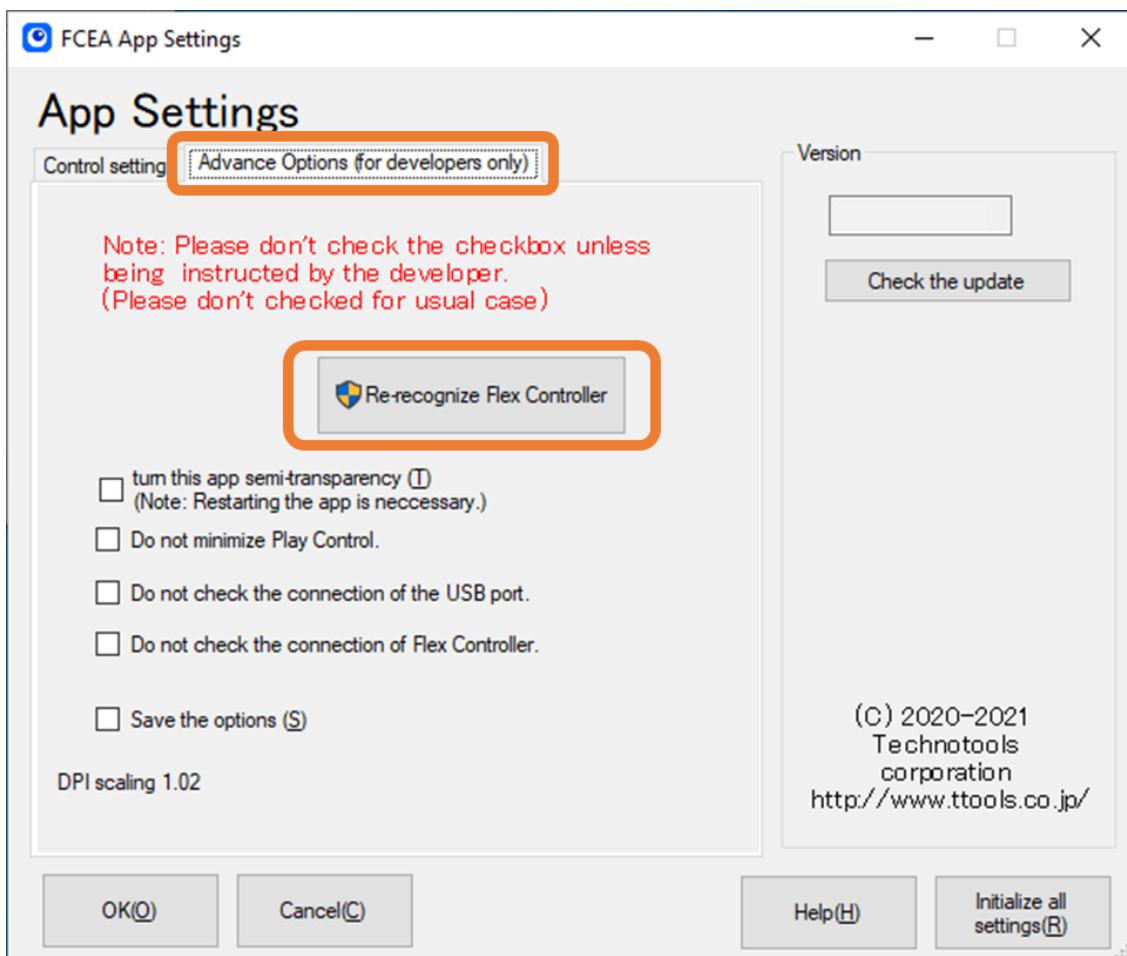 FCEA App Settings
App Settings
Control setting
Advance Options (for developers only)
Note: Please don't check the checkbox unless
being  instructed by the developer.
(Please don't checked for usual case)
Re-recognize Flex Controller
turn this app semi-transparency (T)
(Note: Restarting the app is neccessary.)
Do not minimize Play Control.
Do not check the connection of the USB port.
Do not check the connection of Flex Controller.
Save the options (S)
DPI scaling 1.02
Version
Check the update
(C) 2020-2021
Technotools
corporation
http://www.ttools.co.jp/
OK(O)
Cancel(C)
Help(H)
Initialize all
settings(R)